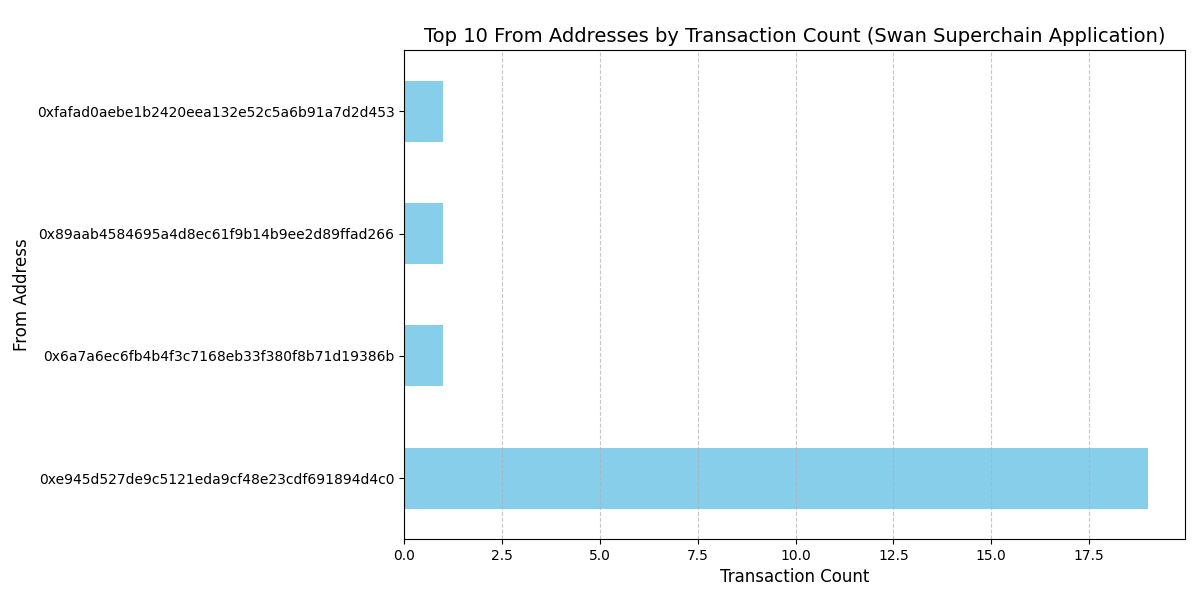 Top 10 From Addresses by Transaction Count (Swan Superchain Application)
From Address
0xfafad0aebe1b2420eea132e52c5a6b91a7d2d453
0x89aab4584695a4d8ec61f9b14b9ee2d89ffad266
0x6a7a6ec6fb4b4f3c7168eb33f380f8b71d19386b
0xe945d527de9c5121eda9cf48e23cdf691894d4c0
0.0 2.5 5.0 7.5 10.0 12.5 15.0 17.5
Transaction Count